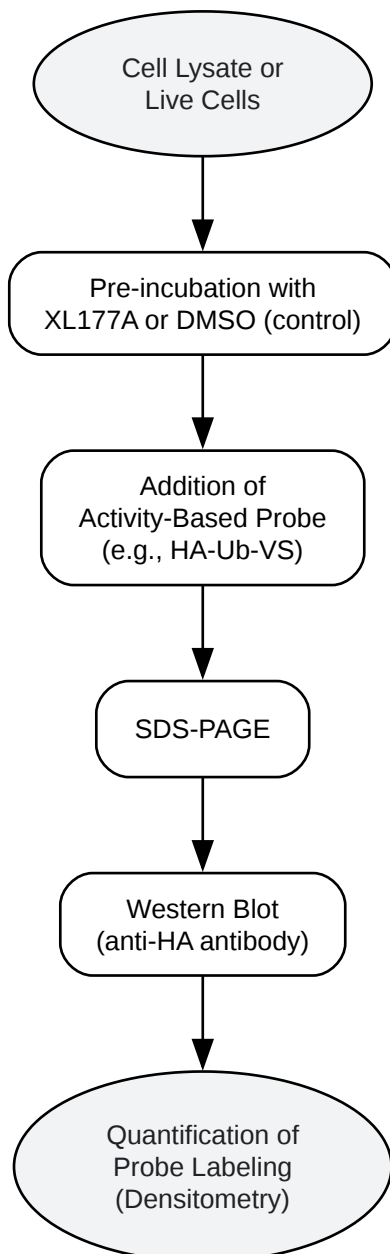 Cell Lysate or
Live Cells
Pre-incubation with
XL177A or DMSO (control)
Addition of
Activity-Based Probe
(e.g., HA-Ub-VS)
SDS-PAGE
Western Blot
(anti-HA antibody)
Quantification of
Probe Labeling
(Densitometry)